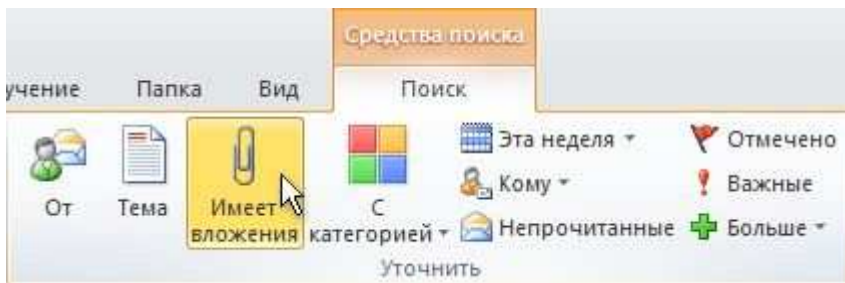 Средства поиска
учение Папка Вид Поиск
От
Тема
Имеет
вложения
С
категорией
Эта неделя
Кому
Непрочитанные
Отмечено
Важные
Больше
Уточнить